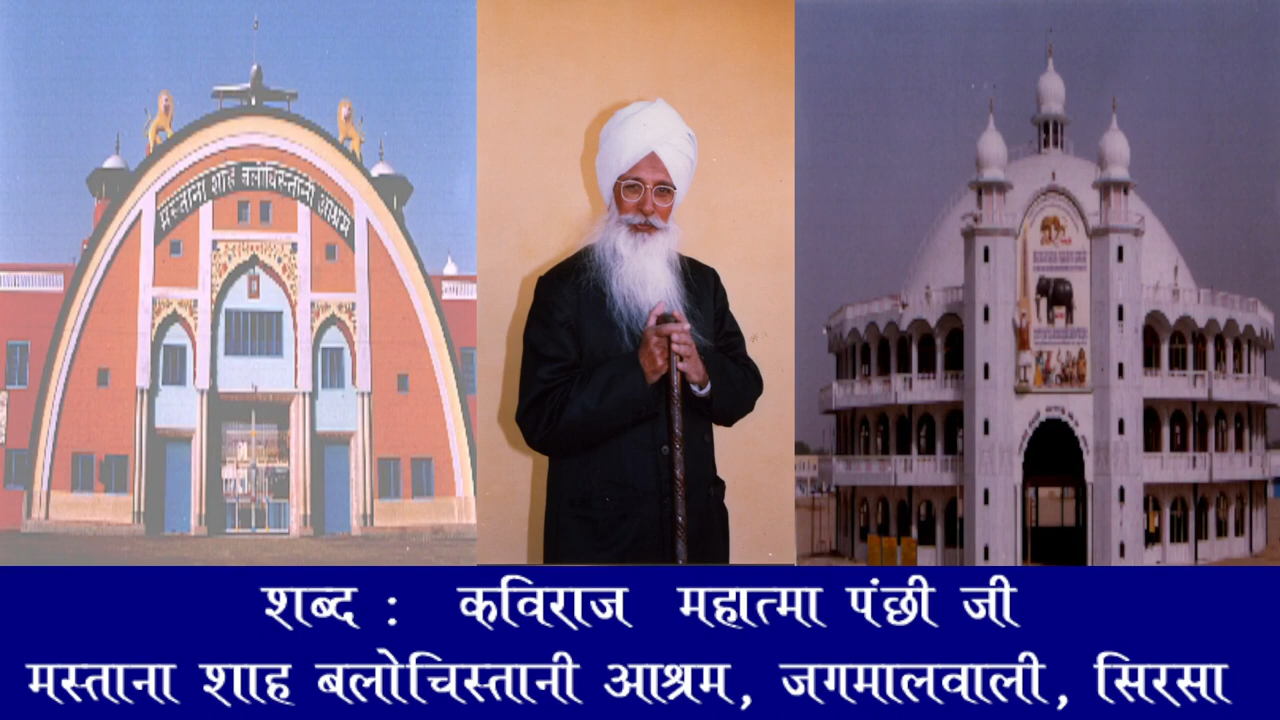 मस्ताना शाह बलोचिस्तानी आश्रम
शब्द : कविराज महात्मा पंछी जी
मस्ताना शाह बलोचिस्तानी आश्रम, जगमालवाली, सिरसा